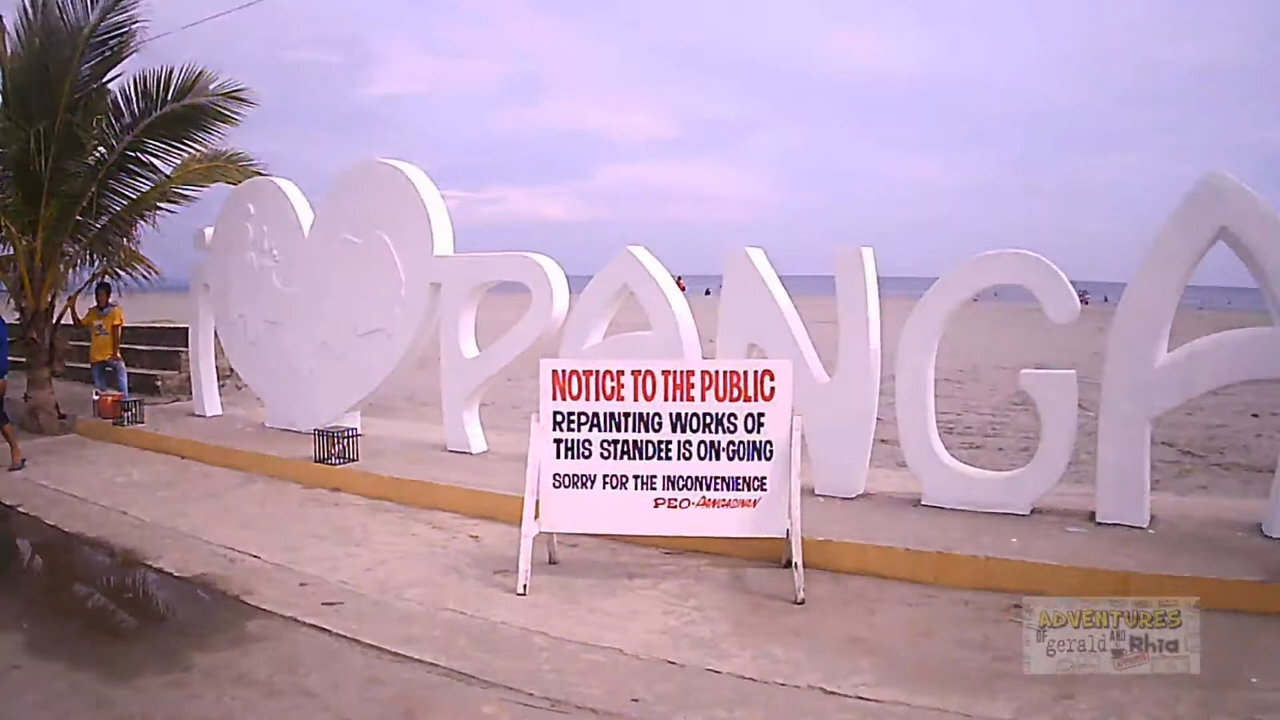 I PANGA
NOTICE TO THE PUBLIC
REPAINTING WORKS OF
THIS STANDEE IS ON-GOING
SORRY FOR THE INCONVENIENCE
PEO-PANGASINAN
ADVENTURES
OF gerald AND Rhia